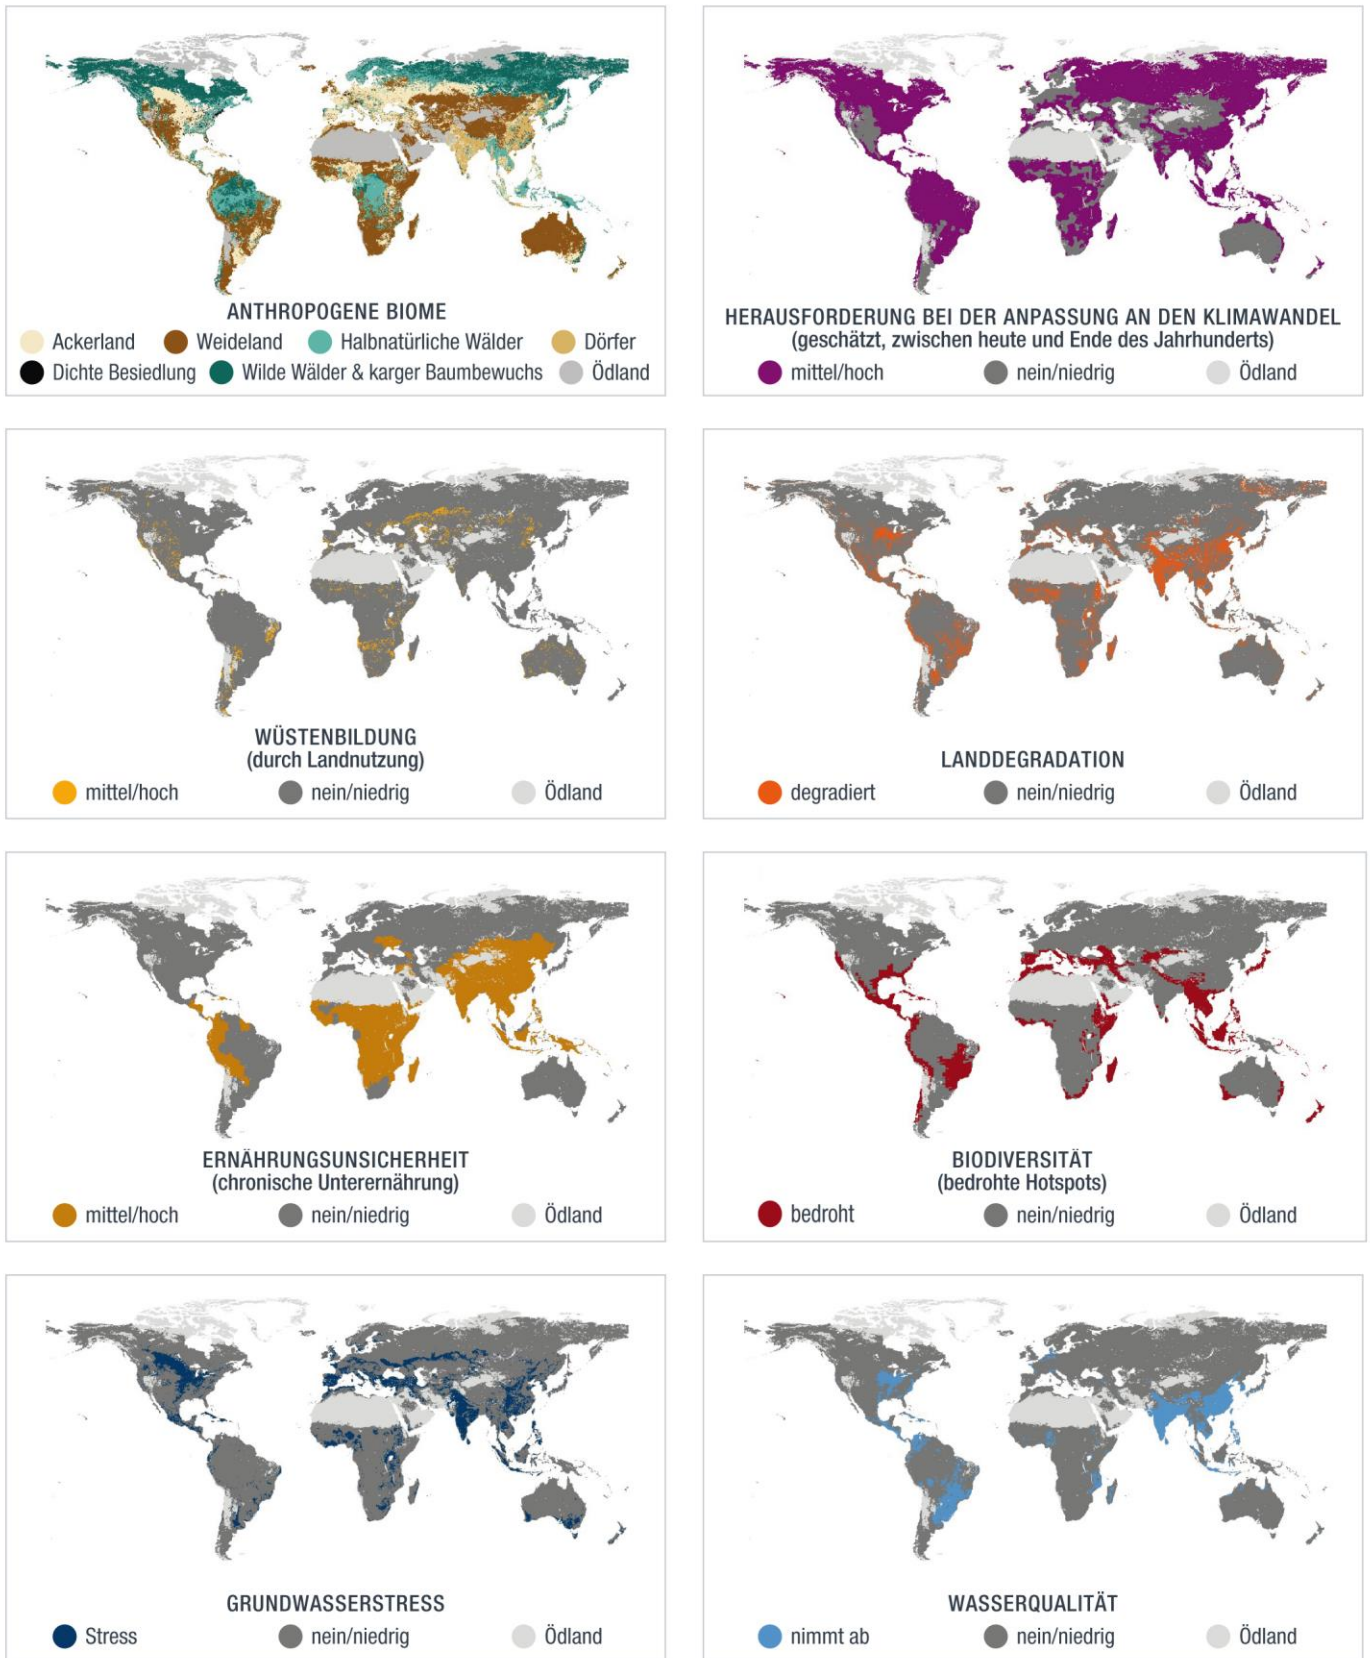 ANTHROPOGENE BIOME
Ackerland Weideland Halbnatürliche Wälder Dörfer
Dichte Besiedlung Wilde Wälder & karger Baumbewuchs Ödland
HERAUSFORDERUNG BEI DER ANPASSUNG AN DEN KLIMAWANDEL
(geschätzt, zwischen heute und Ende des Jahrhunderts)
mittel/hoch nein/niedrig Ödland
WÜSTENBILDUNG
(durch Landnutzung)
mittel/hoch nein/niedrig Ödland
LANDDEGRADATION
degradiert nein/niedrig Ödland
ERNÄHRUNGSUNSICHERHEIT
(chronische Unterernährung)
mittel/hoch nein/niedrig Ödland
BIODIVERSITÄT
(bedrohte Hotspots)
bedroht nein/niedrig Ödland
GRUNDWASSERSTRESS
Stress nein/niedrig Ödland
WASSERQUALITÄT
nimmt ab nein/niedrig Ödland